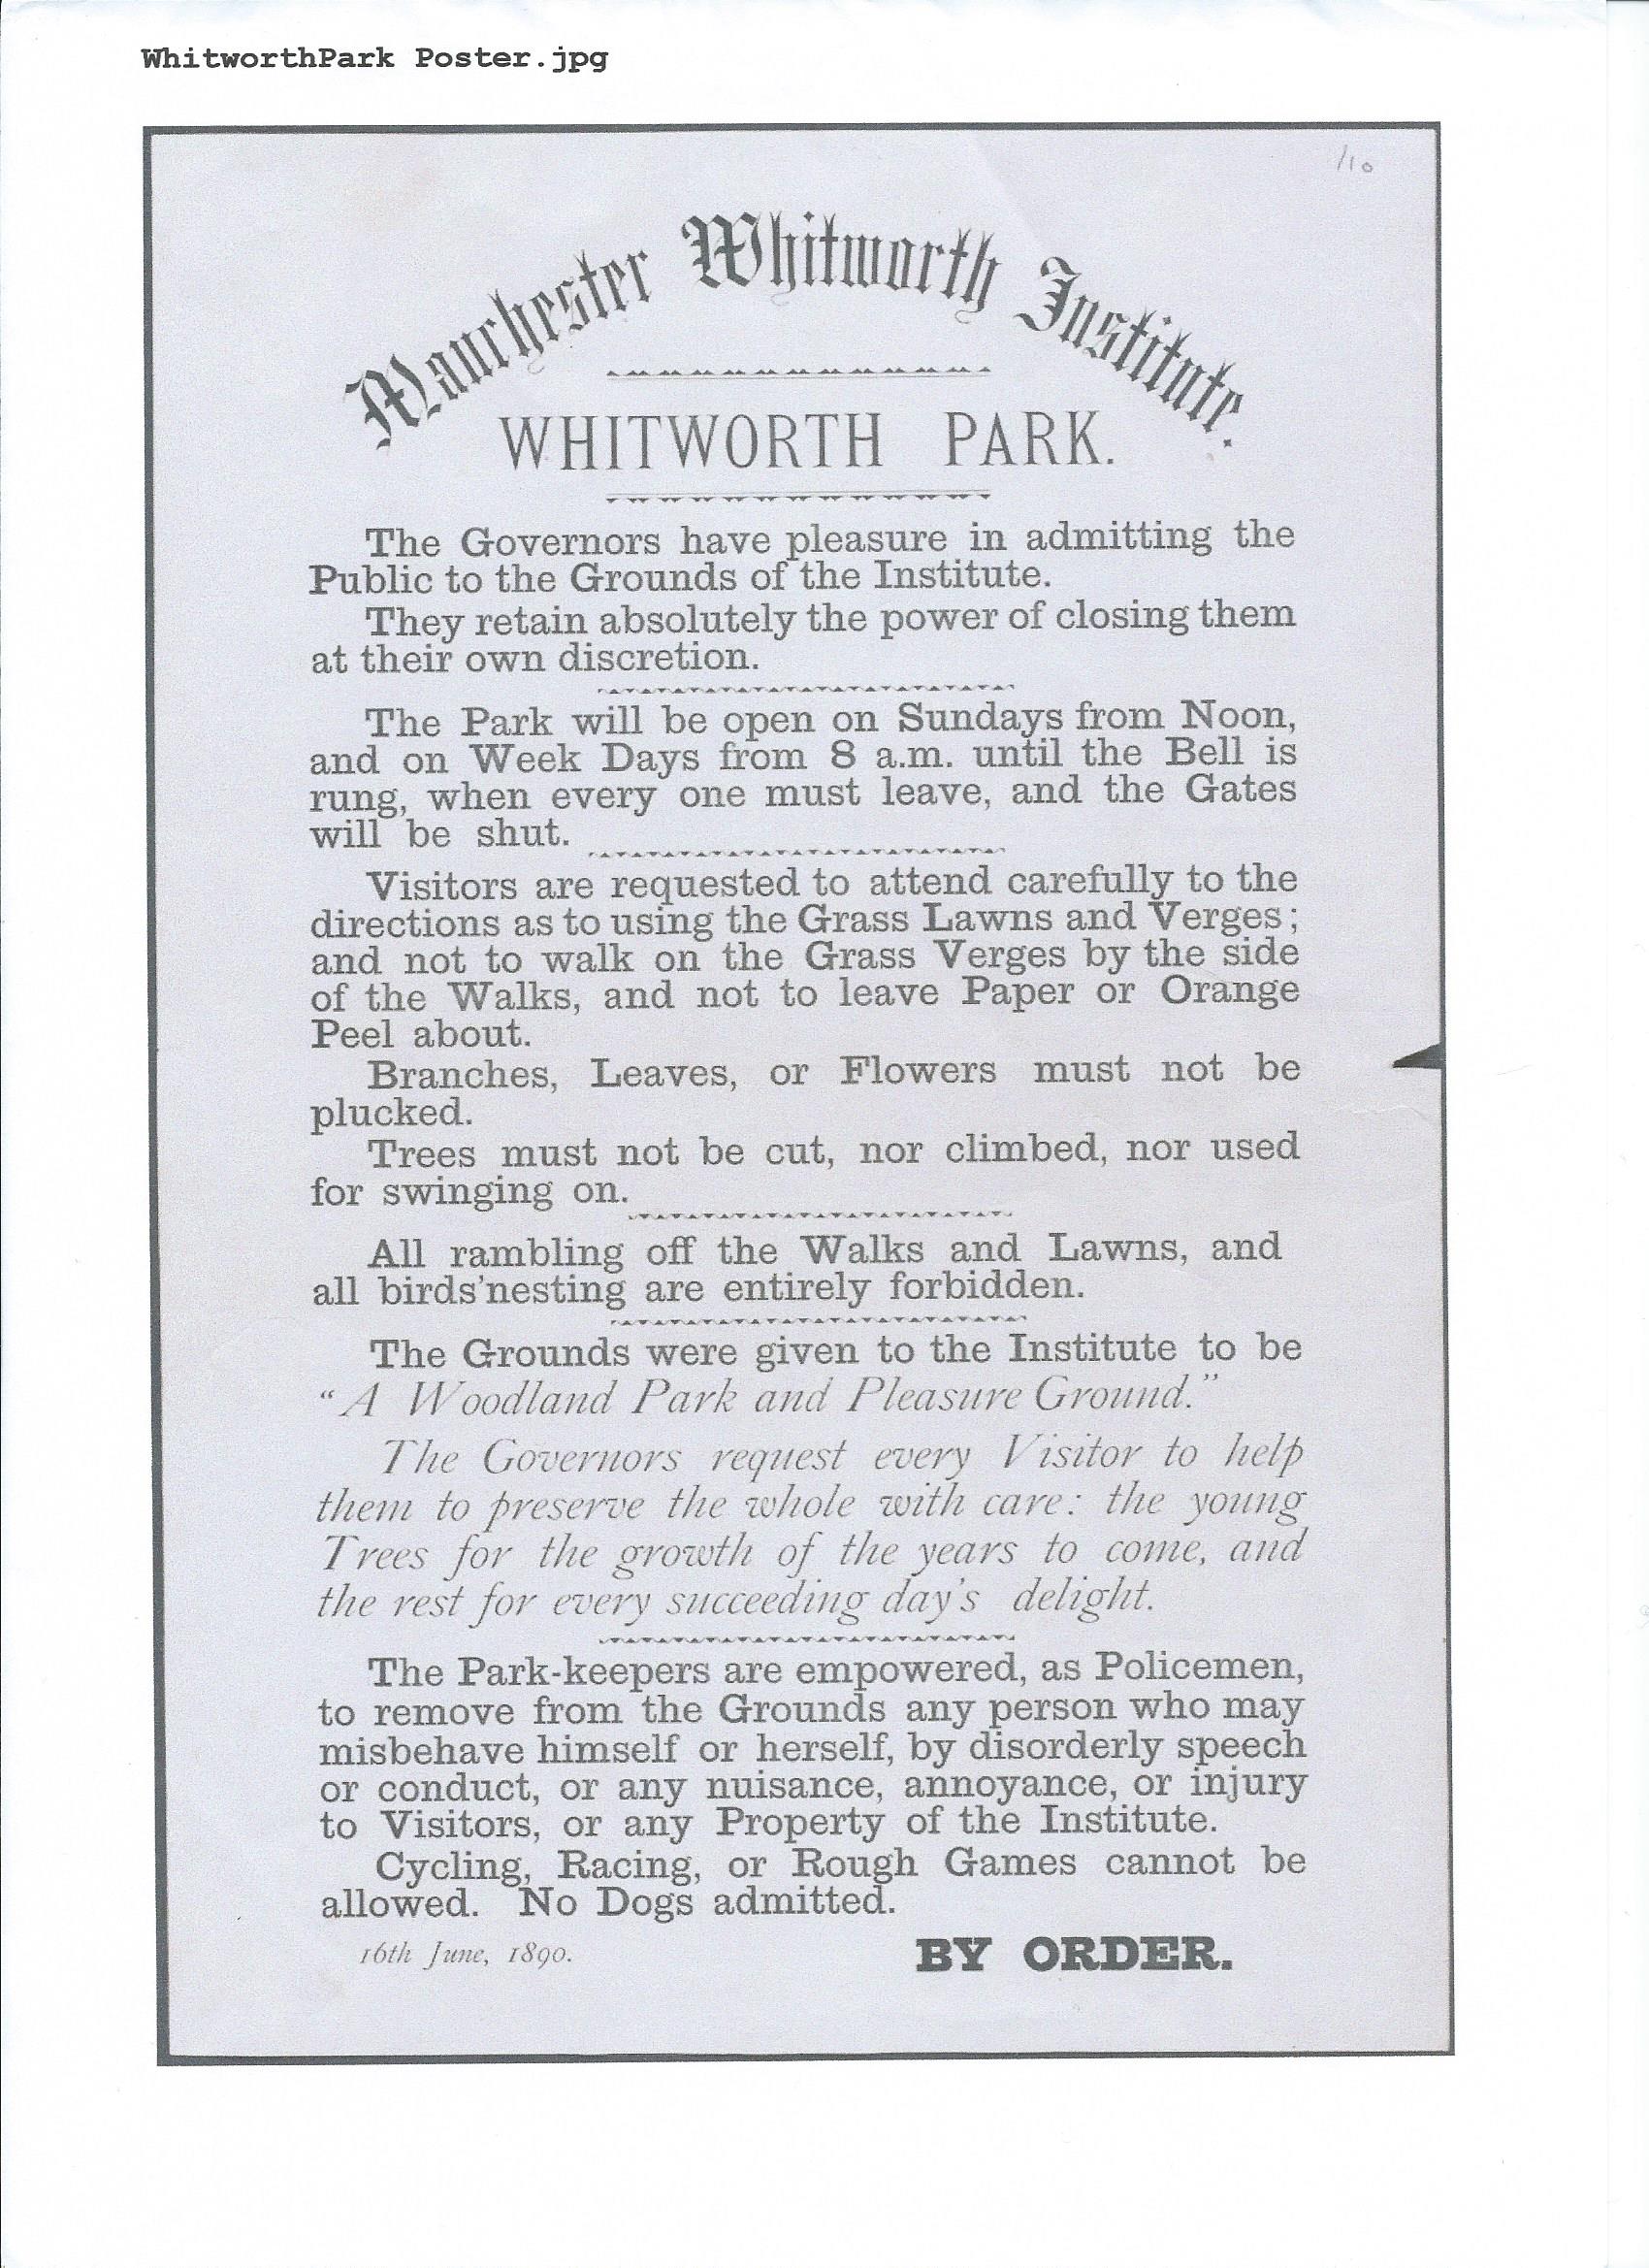 WhitworthPark Poster.jpg
/10
Manchester Whitworth Institute.
WHITWORTH PARK.
The Governors have pleasure in admitting the
Public to the Grounds of the Institute.
They retain absolutely the power of closing them
at their own discretion.
The Park will be open on Sundays from Noon,
and on Week Days from 8 a.m. until the Bell is
rung, when every one must leave, and the Gates
will be shut.
Visitors are requested to attend carefully to the
directions as to using the Grass Lawns and Verges;
and not to walk on the Grass Verges by the side
of the Walks, and not to leave Paper or Orange
Peel about.
Branches, Leaves, or Flowers must not be
plucked.
Trees must not be cut, nor climbed, nor used
for swinging on.
All rambling off the Walks and Lawns, and
all birds'nesting are entirely forbidden.
The Grounds were given to the Institute to be
“A Woodland Park and Pleasure Ground.”
The Governors request every Visitor to help
them to preserve the whole with care: the young
Trees for the growth of the years to come, and
the rest for every succeeding day's delight.
The Park-keepers are empowered, as Policemen,
to remove from the Grounds any person who may
misbehave himself or herself, by disorderly speech
or conduct, or any nuisance, annoyance, or injury
to Visitors, or any Property of the Institute.
Cycling, Racing, or Rough Games cannot be
allowed. No Dogs admitted.
16th June, 1890.
BY ORDER.